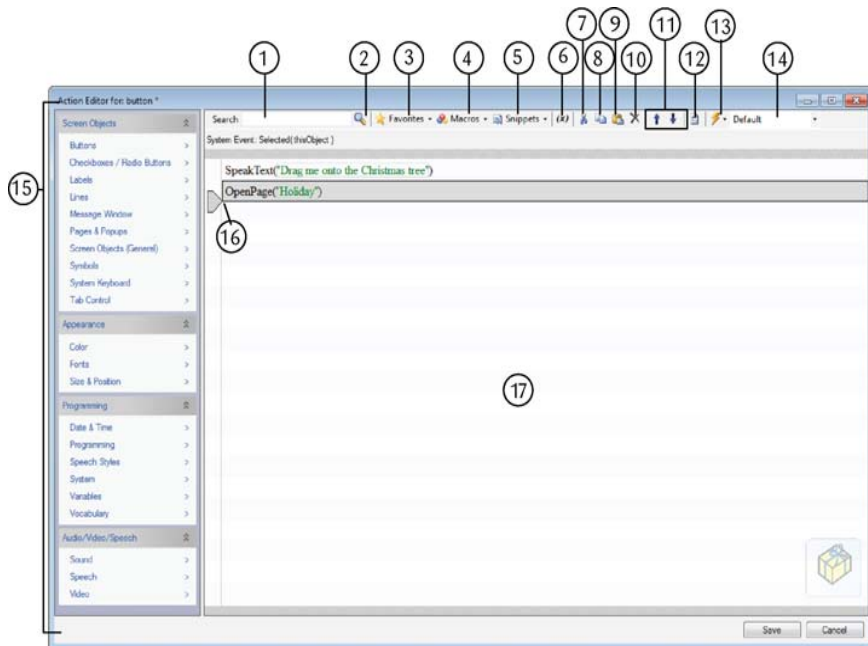 1 2 3 4 5 6 7 8 9 10 11 12 13 14
Action Editor for: button *
Search Favorites Macros Snippets (x) Default
System Event: Selected( thisObject )
Screen Objects
Buttons
Checkboxes / Radio Buttons
Labels
Lines
Message Window
Pages & Popups
Screen Objects (General)
Symbols
System Keyboard
Tab Control
Appearance
Color
Fonts
Size & Position
Programming
Date & Time
Programming
Speech Styles
System
Variables
Vocabulary
Audio/Video/Speech
Sound
Speech
Video
15
SpeakText("Drag me onto the Christmas tree")
OpenPage("Holiday")
16
17
Save Cancel